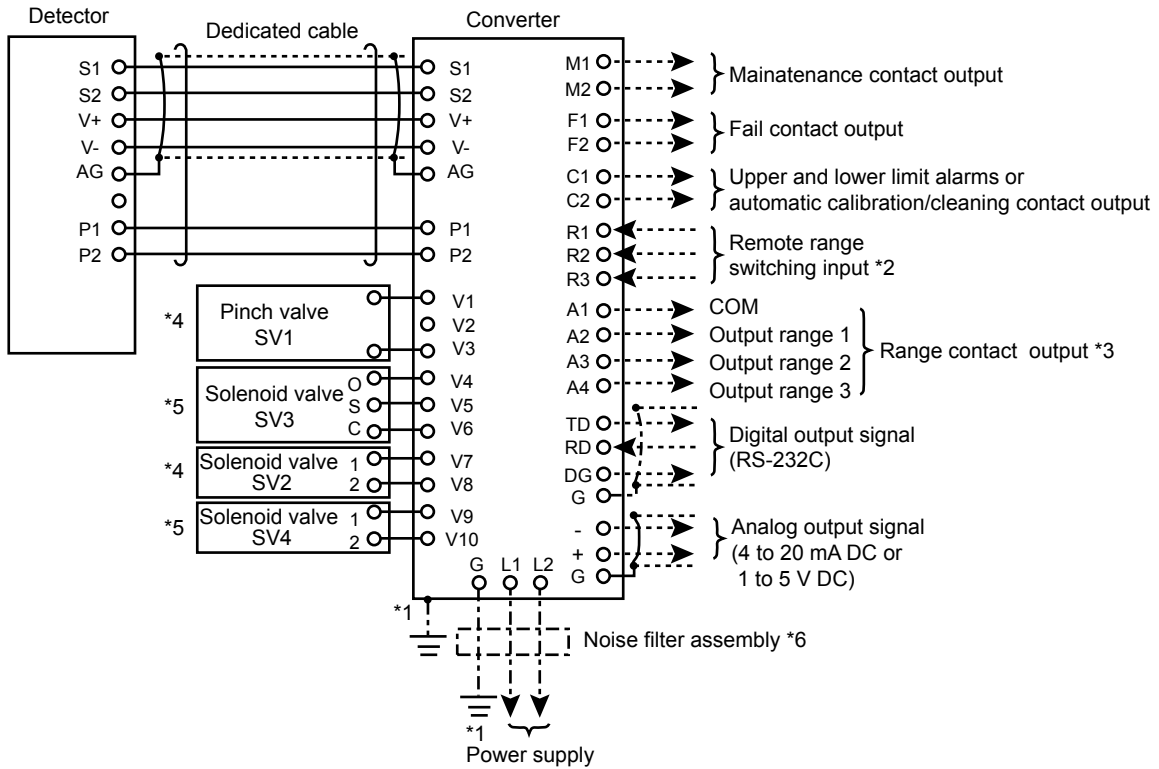 Detector
Dedicated cable
Converter
S1
S2
V+
V-
AG
P1
P2
S1
S2
V+
V-
AG
P1
P2
*4
Pinch valve
SV1
V1
V2
V3
*5
Solenoid valve
SV3
O
S
C
V4
V5
V6
*4
Solenoid valve
SV2
1
2
V7
V8
*5
Solenoid valve
SV4
1
2
V9
V10
M1
M2
Mainatenance contact output
F1
F2
Fail contact output
C1
C2
Upper and lower limit alarms or
automatic calibration/cleaning contact output
R1
R2
R3
Remote range
switching input *2
A1
A2
A3
A4
COM
Output range 1
Output range 2
Output range 3
Range contact output *3
TD
RD
DG
G
Digital output signal
(RS-232C)
-
+
G
Analog output signal
(4 to 20 mA DC or
1 to 5 V DC)
G L1 L2
*1
Noise filter assembly *6
*1
Power supply